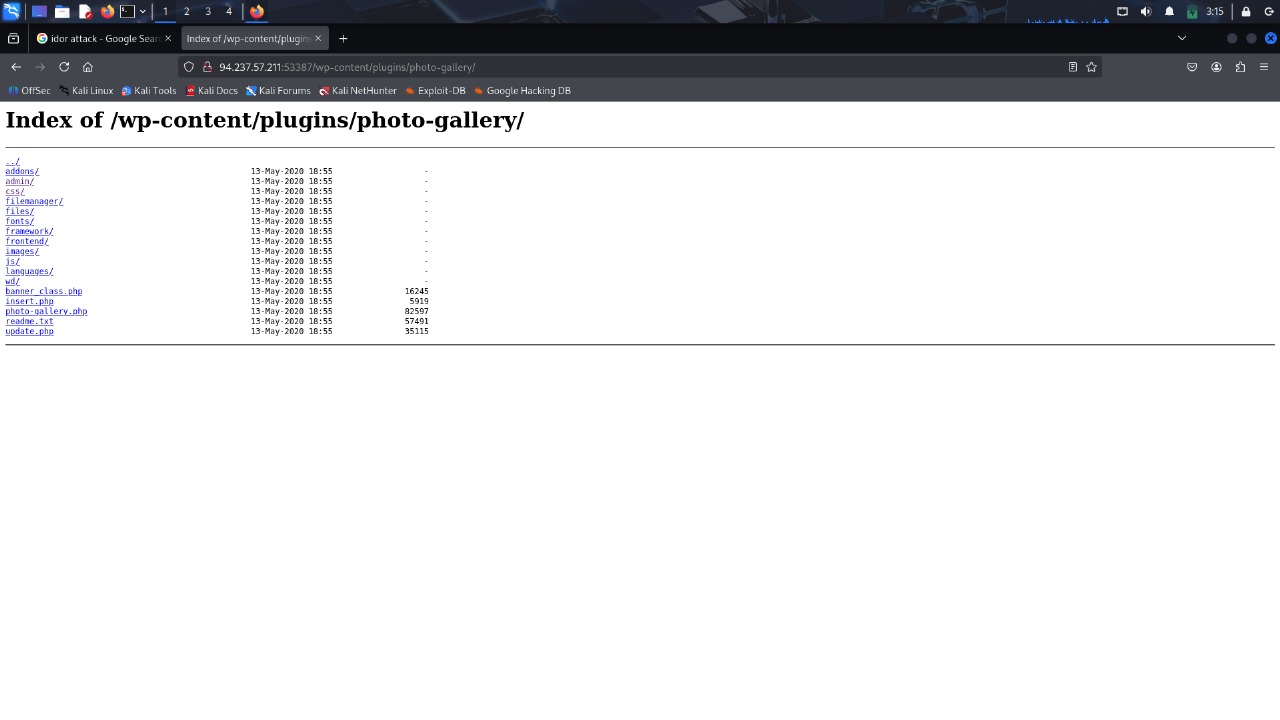 1 2 3 4 3:15
idor attack - Google Sear Index of /wp-content/plugins
94.237.57.211:53387/wp-content/plugins/photo-gallery/
OffSec Kali Linux Kali Tools Kali Docs Kali Forums Kali NetHunter Exploit-DB Google Hacking DB
Index of /wp-content/plugins/photo-gallery/
../
addons/ 13-May-2020 18:55 -
admin/ 13-May-2020 18:55 -
css/ 13-May-2020 18:55 -
filemanager/ 13-May-2020 18:55 -
files/ 13-May-2020 18:55 -
fonts/ 13-May-2020 18:55 -
framework/ 13-May-2020 18:55 -
frontend/ 13-May-2020 18:55 -
images/ 13-May-2020 18:55 -
js/ 13-May-2020 18:55 -
languages/ 13-May-2020 18:55 -
wd/ 13-May-2020 18:55 -
banner_class.php 13-May-2020 18:55 16245
insert.php 13-May-2020 18:55 5919
photo-gallery.php 13-May-2020 18:55 82597
readme.txt 13-May-2020 18:55 57491
update.php 13-May-2020 18:55 35115